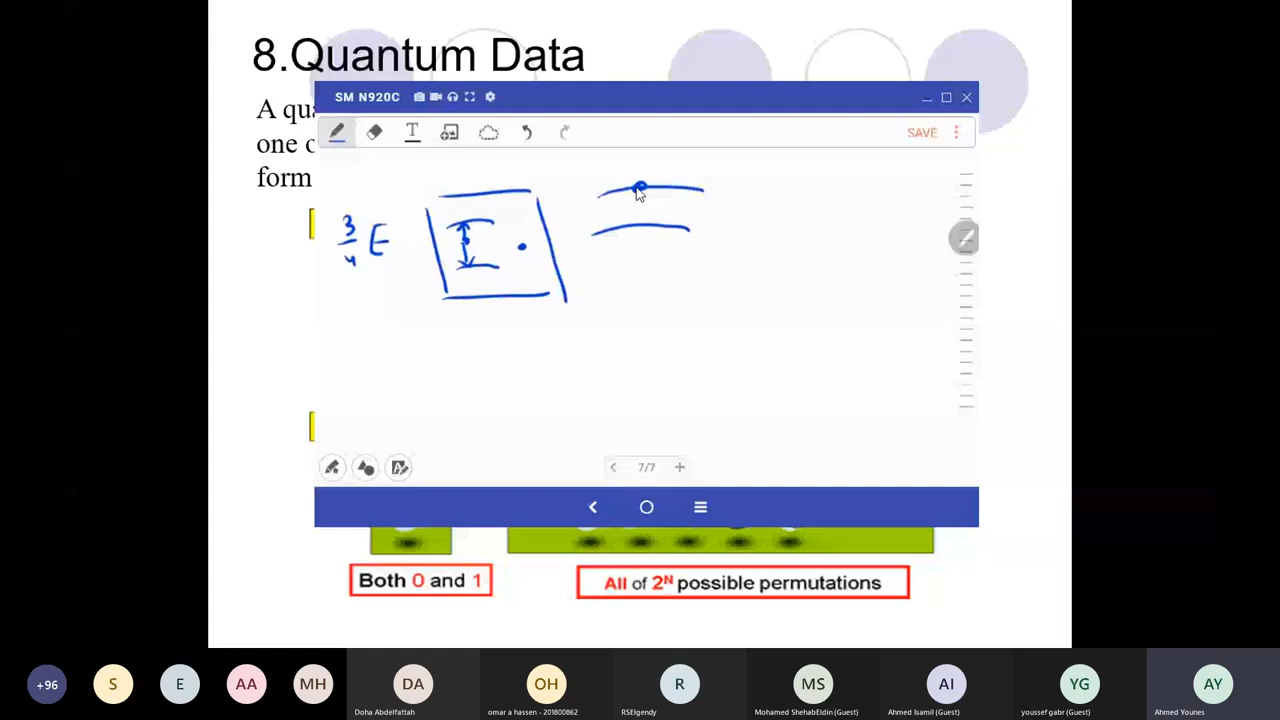 8.Quantum Data
A qua
one o
form
SM N920C
T
SAVE
3/4 E
7/7
Both 0 and 1
All of 2ᴺ possible permutations
+96
S
E
AA
MH
DA
OH
R
MS
AI
YG
AY
Doha Abdelfattah
omar a hassen - 201800862
RSElgendy
Mohamed ShehabEldin (Guest)
Ahmed Isamil (Guest)
youssef gabr (Guest)
Ahmed Younes